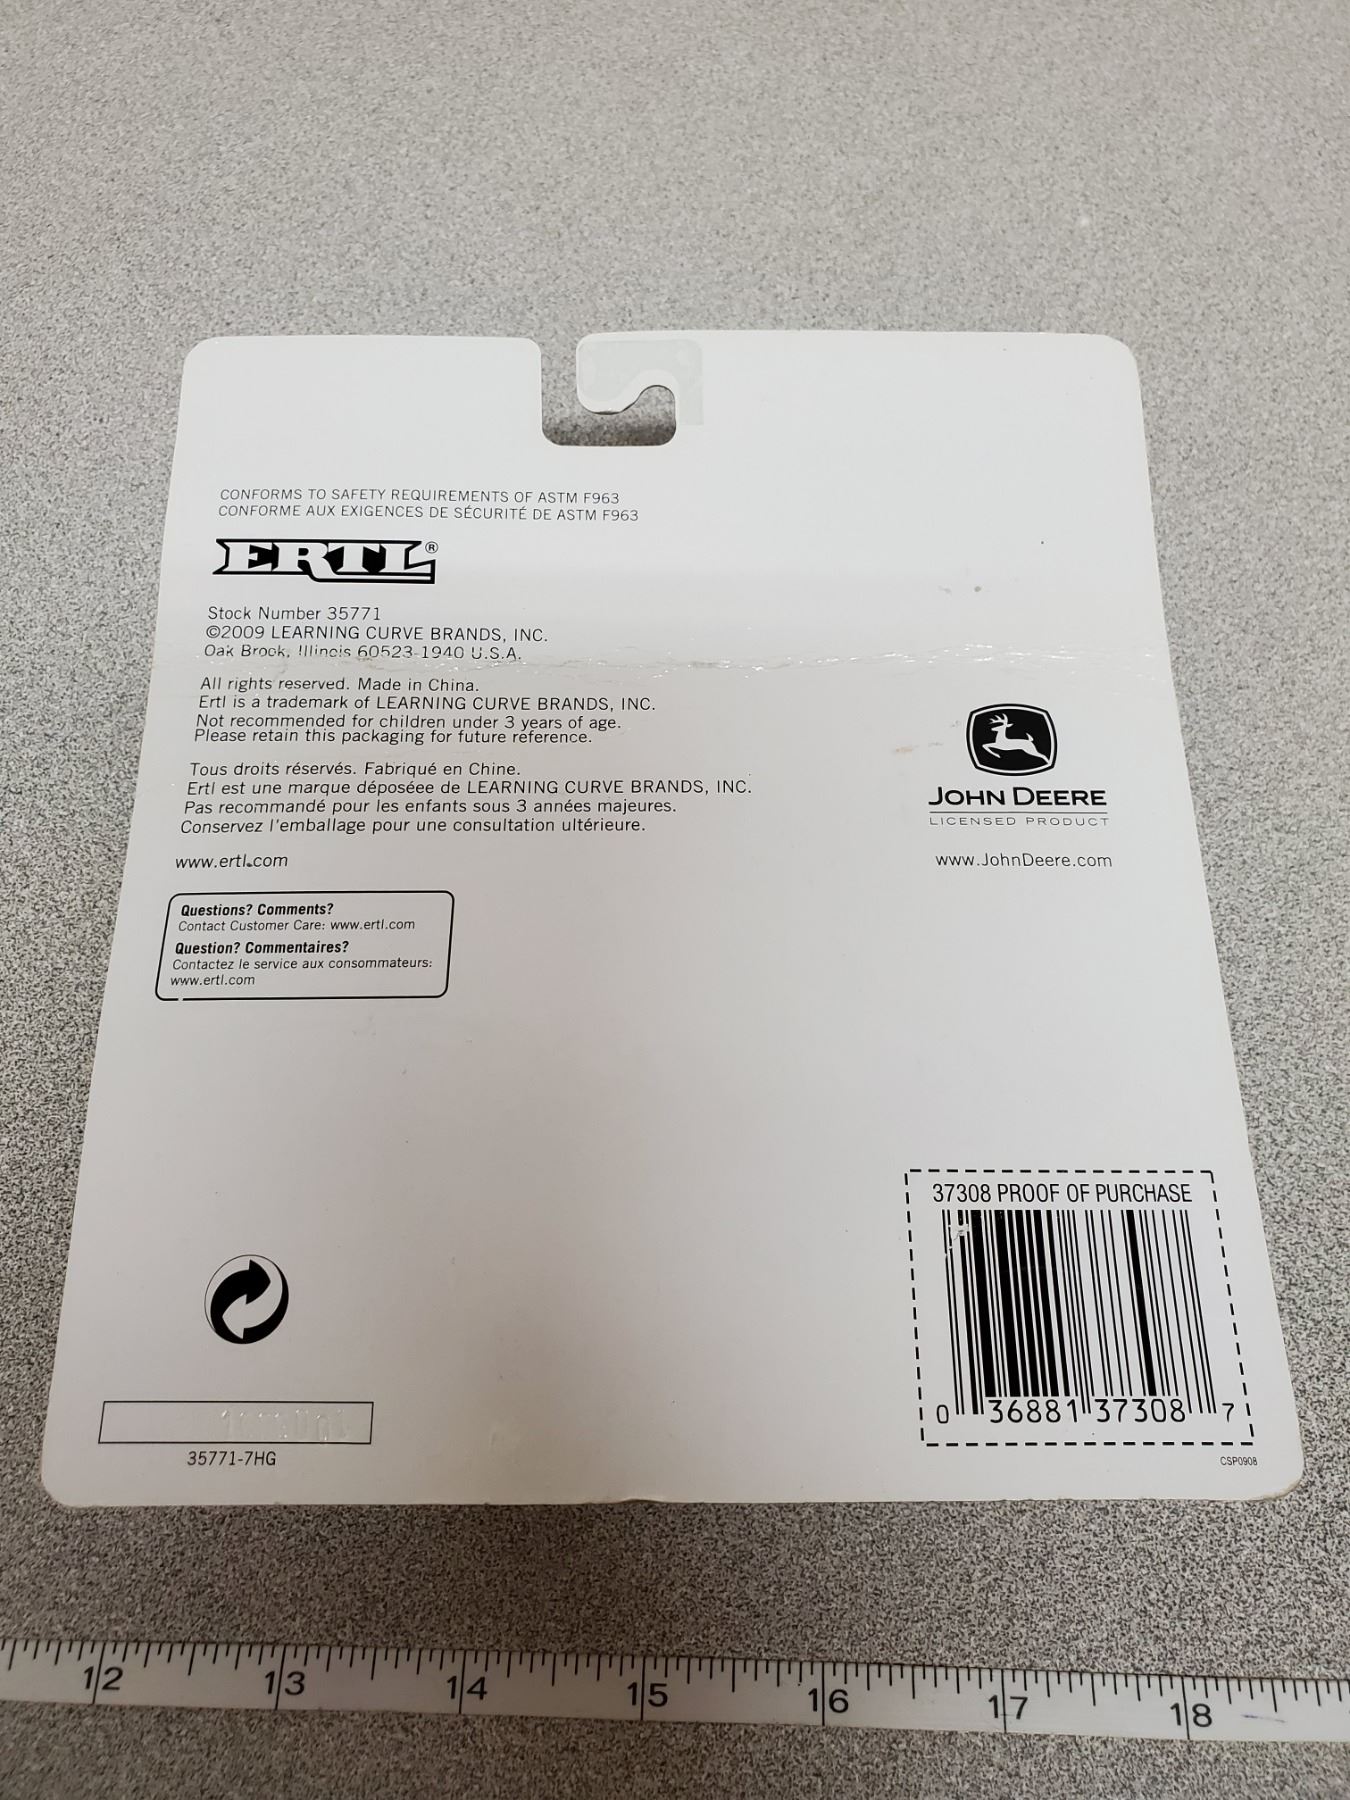 CONFORMS TO SAFETY REQUIREMENTS OF ASTM F963
CONFORME AUX EXIGENCES DE SÉCURITÉ DE ASTM F963
ERTL®
Stock Number 35771
©2009 LEARNING CURVE BRANDS, INC.
Oak Brook, Illinois 60523-1940 U.S.A.
All rights reserved. Made in China.
Ertl is a trademark of LEARNING CURVE BRANDS, INC.
Not recommended for children under 3 years of age.
Please retain this packaging for future reference.
Tous droits réservés. Fabriqué en Chine.
Ertl est une marque déposéee de LEARNING CURVE BRANDS, INC.
Pas recommandé pour les enfants sous 3 années majeures.
Conservez l'emballage pour une consultation ultérieure.
www.ertl.com
Questions? Comments?
Contact Customer Care: www.ertl.com
Question? Commentaires?
Contactez le service aux consommateurs:
www.ertl.com
JOHN DEERE
LICENSED PRODUCT
www.JohnDeere.com
37308 PROOF OF PURCHASE
0 36881 37308 7
CSP0908
35771-7HG
12 13 14 15 16 17 18